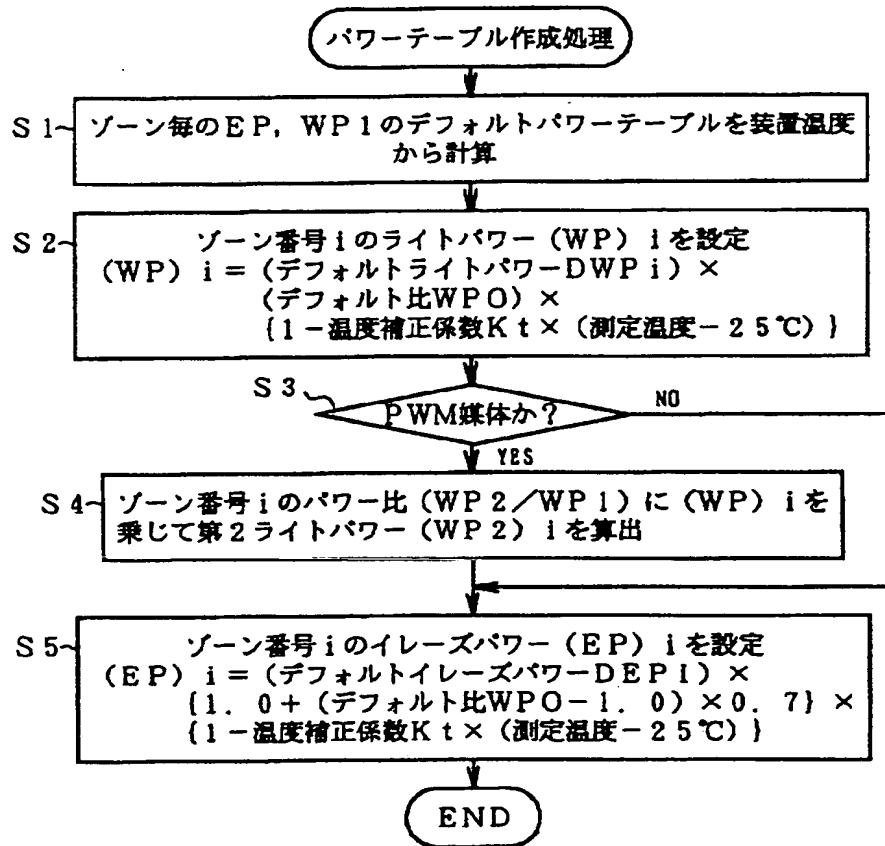 パワーテーブル作成処理
S1
ゾーン毎のEP,WP1のデフォルトパワーテーブルを装置温度
から計算
S2
ゾーン番号iのライトパワー(WP)iを設定
(WP)i=(デフォルトライトパワーDWPi)×
(デフォルト比WPO)×
{1-温度補正係数Kt×(測定温度-25℃)}
S3
PWM媒体か?
NO
YES
S4
ゾーン番号iのパワー比(WP2/WP1)に(WP)iを
乗じて第2ライトパワー(WP2)iを算出
S5
ゾーン番号iのイレーズパワー(EP)iを設定
(EP)i=(デフォルトイレーズパワーDEPI)×
{1.0+(デフォルト比WPO-1.0)×0.7}×
{1-温度補正係数Kt×(測定温度-25℃)}
END